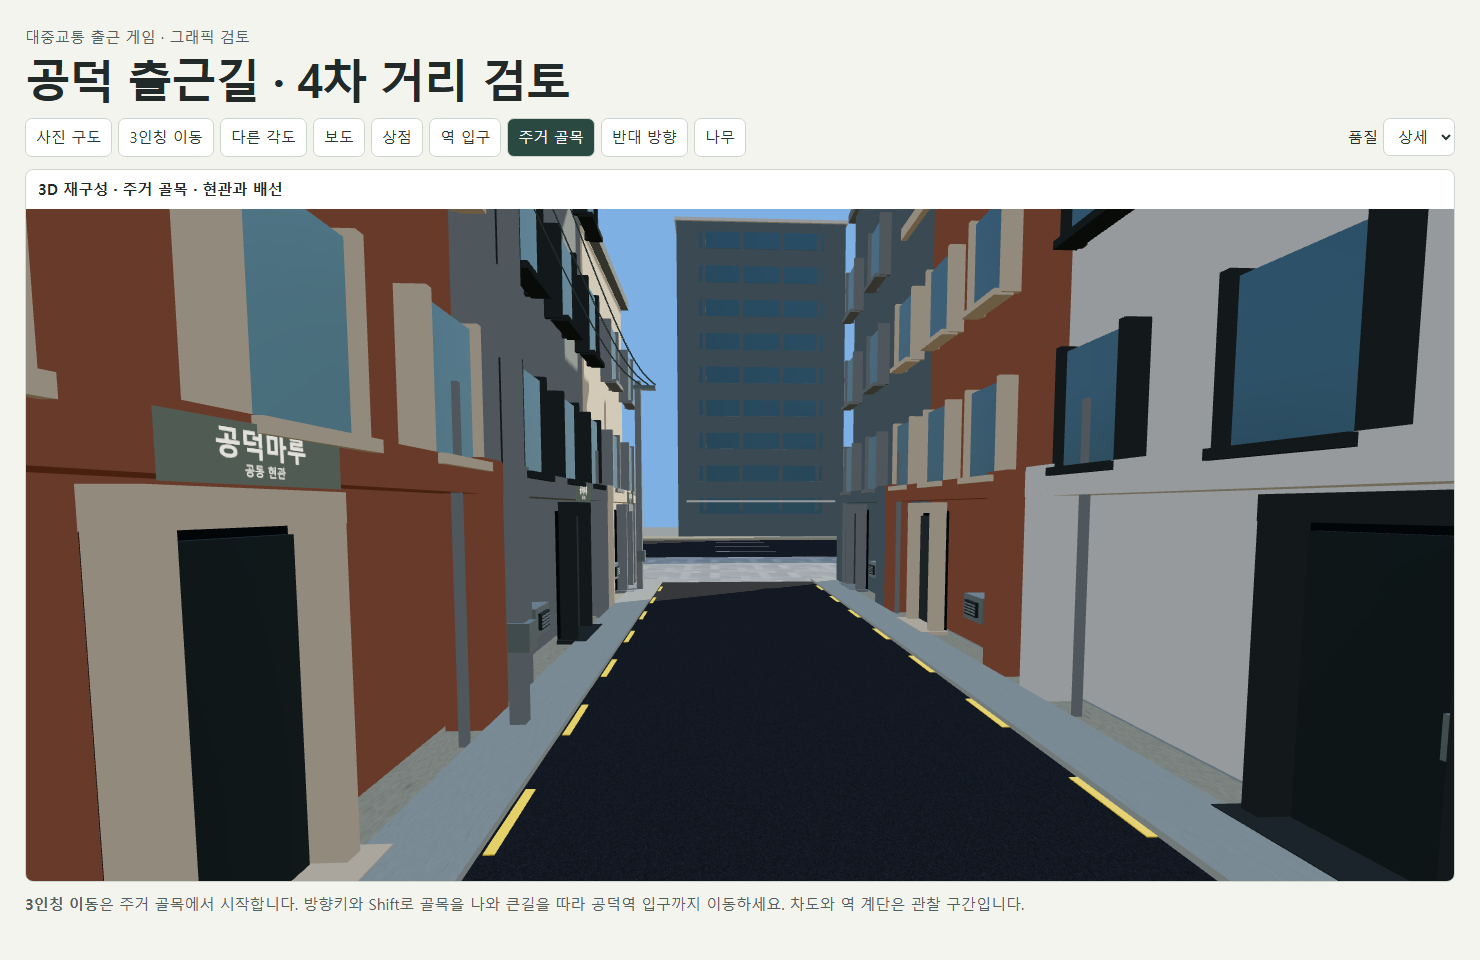 대중교통 출근 게임 · 그래픽 검토
공덕 출근길 · 4차 거리 검토
사진 구도
3인칭 이동
다른 각도
보도
상점
역 입구
주거 골목
반대 방향
나무
품질
상세
3D 재구성 · 주거 골목 · 현관과 배선
공덕마루
공동 현관
3인칭 이동은 주거 골목에서 시작합니다. 방향키와 Shift로 골목을 나와 큰길을 따라 공덕역 입구까지 이동하세요. 차도와 역 계단은 관찰 구간입니다.